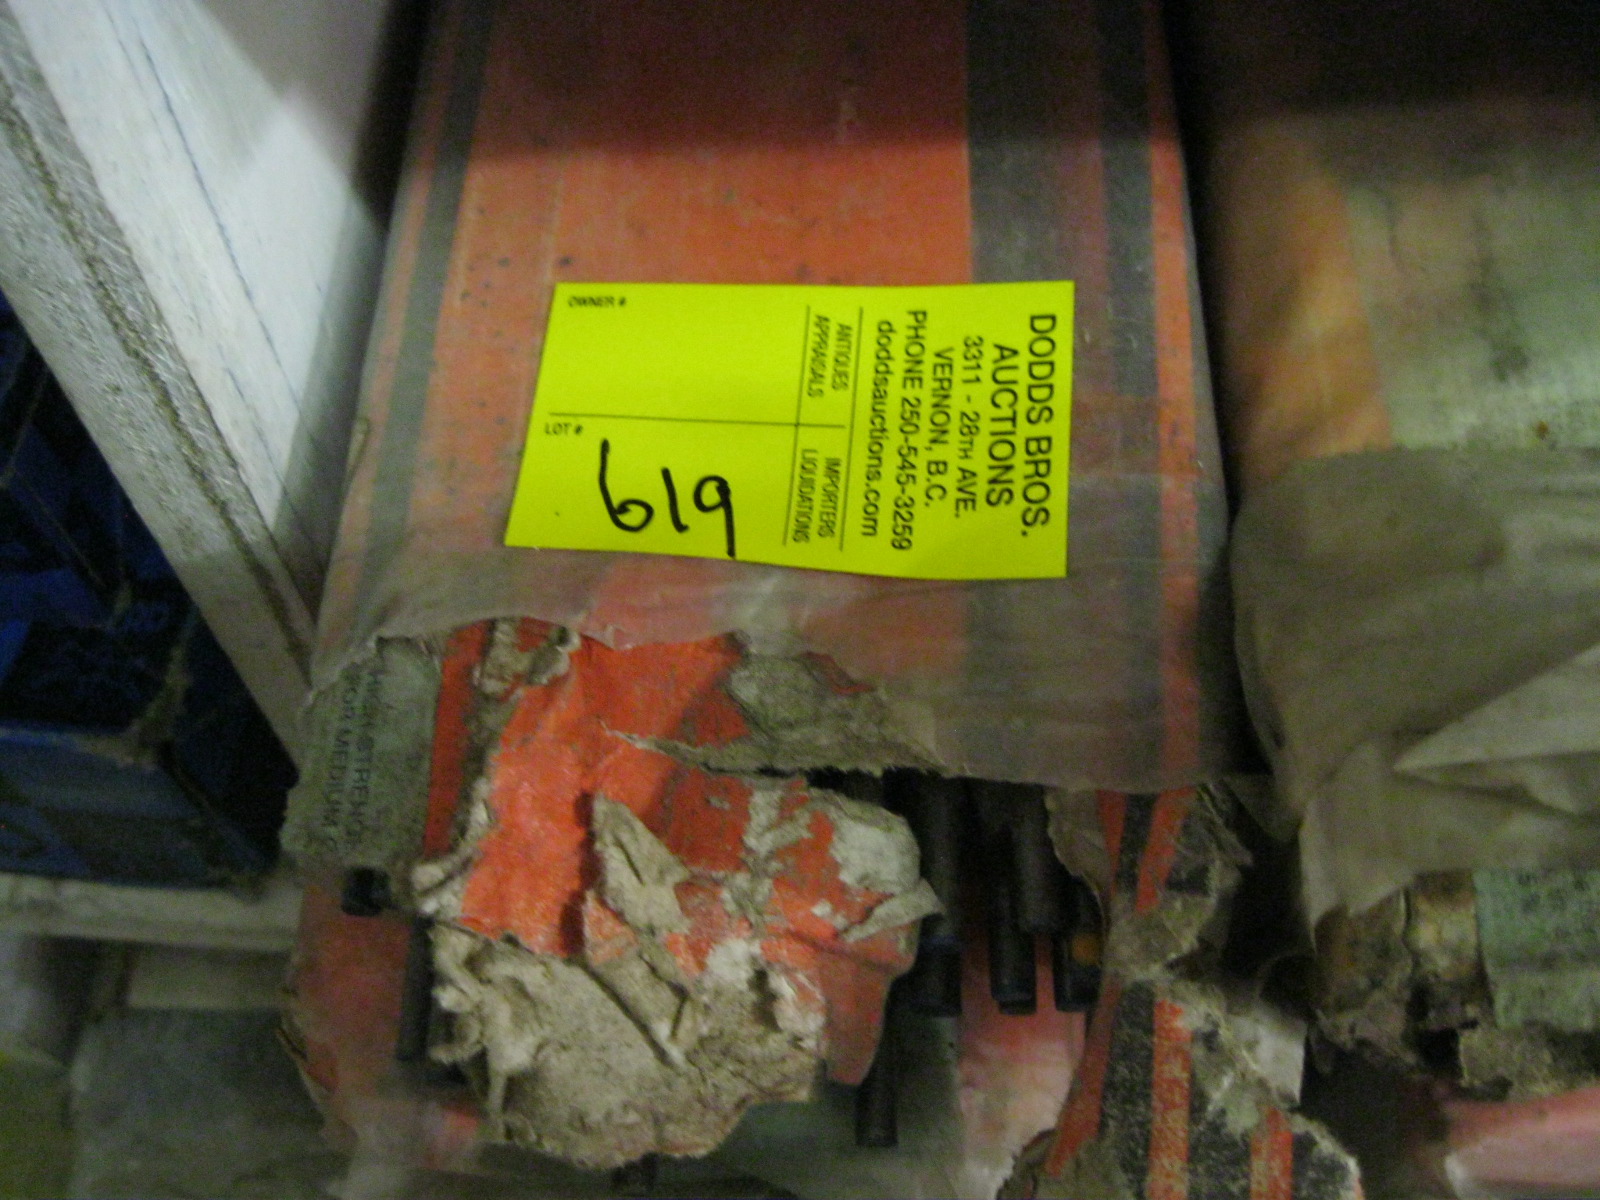 DODDS BROS.
AUCTIONS
3311 - 28TH AVE.
VERNON, B.C.
PHONE 250-545-3259
doddsauctions.com
ANTIQUES IMPORTERS
APPRAISALS LIQUIDATIONS
OWNER #
LOT #
619
HIGH STRENG
FOR MEDIUM